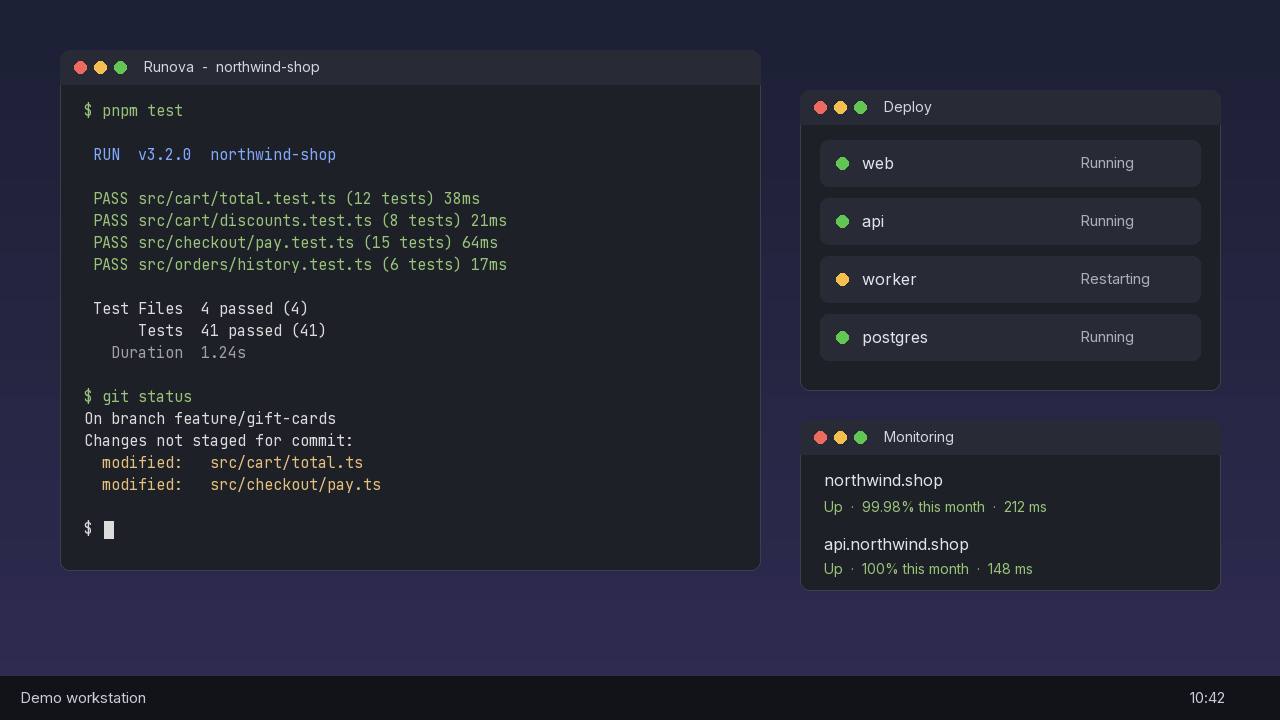 Runova - northwind-shop
$ pnpm test
RUN v3.2.0 northwind-shop
PASS src/cart/total.test.ts (12 tests) 38ms
PASS src/cart/discounts.test.ts (8 tests) 21ms
PASS src/checkout/pay.test.ts (15 tests) 64ms
PASS src/orders/history.test.ts (6 tests) 17ms
Test Files 4 passed (4)
Tests 41 passed (41)
Duration 1.24s
$ git status
On branch feature/gift-cards
Changes not staged for commit:
modified: src/cart/total.ts
modified: src/checkout/pay.ts
$
Deploy
web Running
api Running
worker Restarting
postgres Running
Monitoring
northwind.shop
Up · 99.98% this month · 212 ms
api.northwind.shop
Up · 100% this month · 148 ms
Demo workstation 10:42